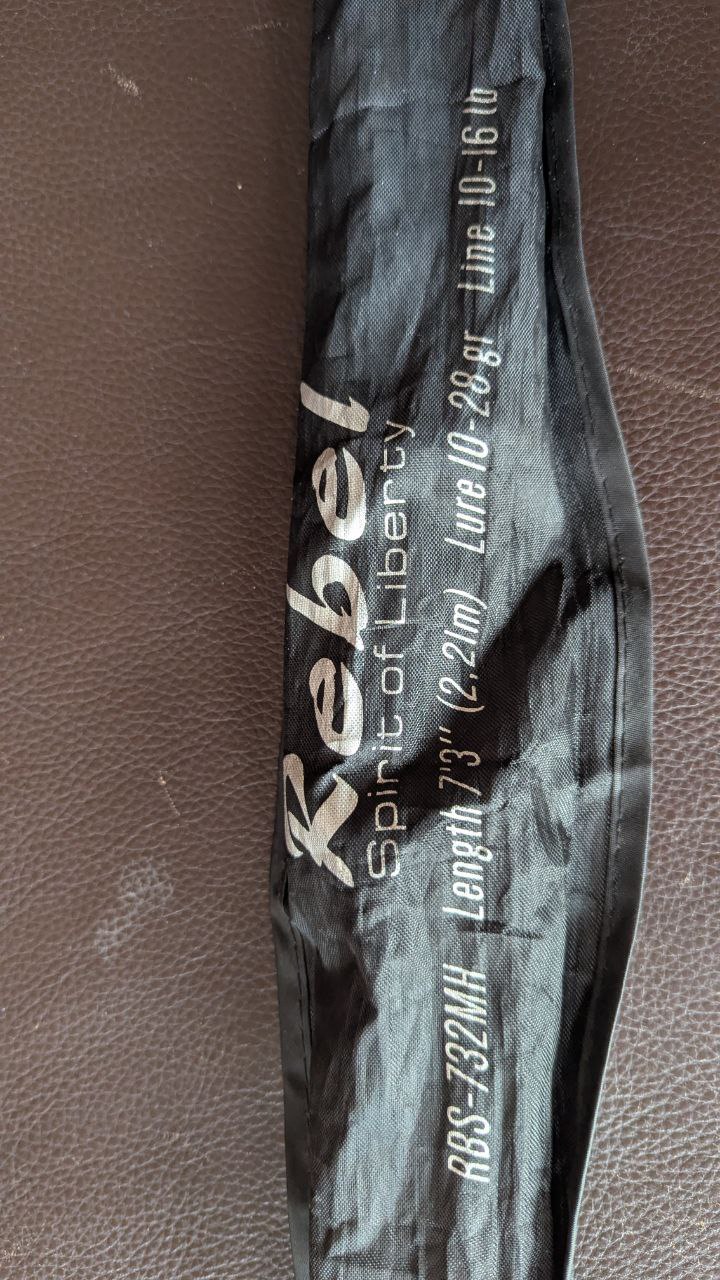 Rebel
Spirit of Liberty
RBS-732MH Length 7'3" (2,21m) Lure 10-28 gr Line 10-16 lb